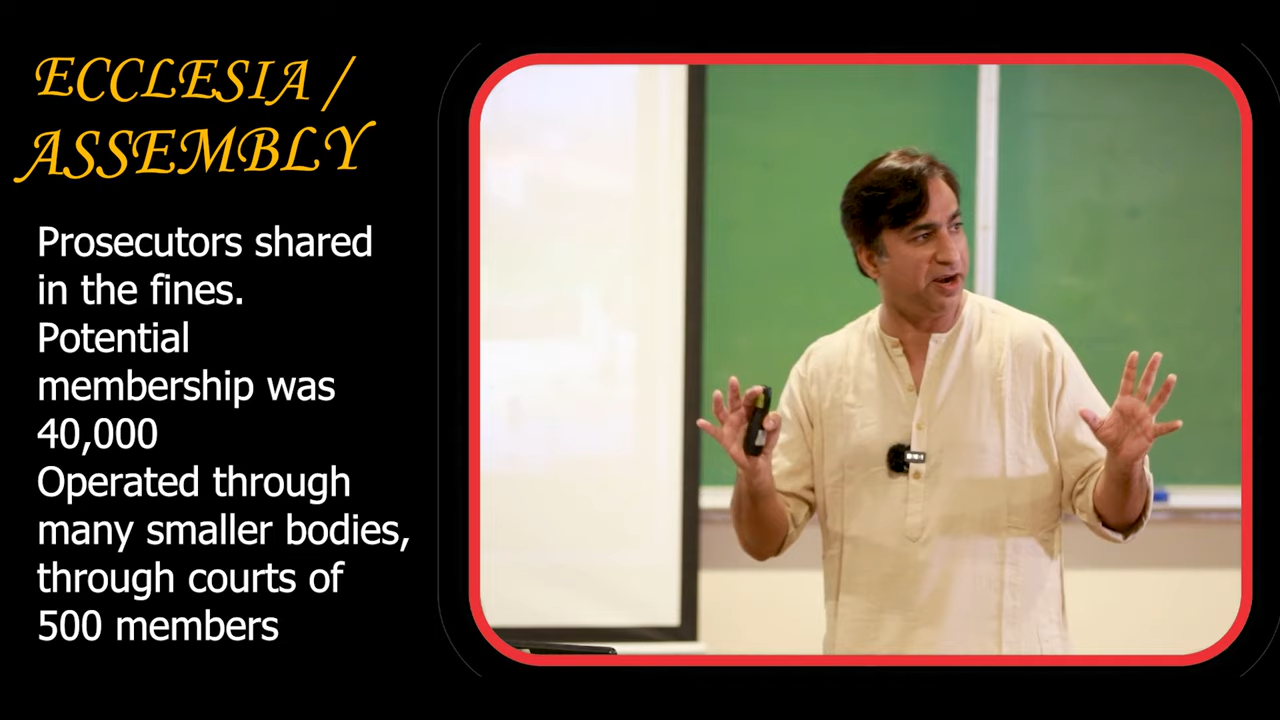 ECCLESIA /
ASSEMBLY
Prosecutors shared
in the fines.
Potential
membership was
40,000
Operated through
many smaller bodies,
through courts of
500 members